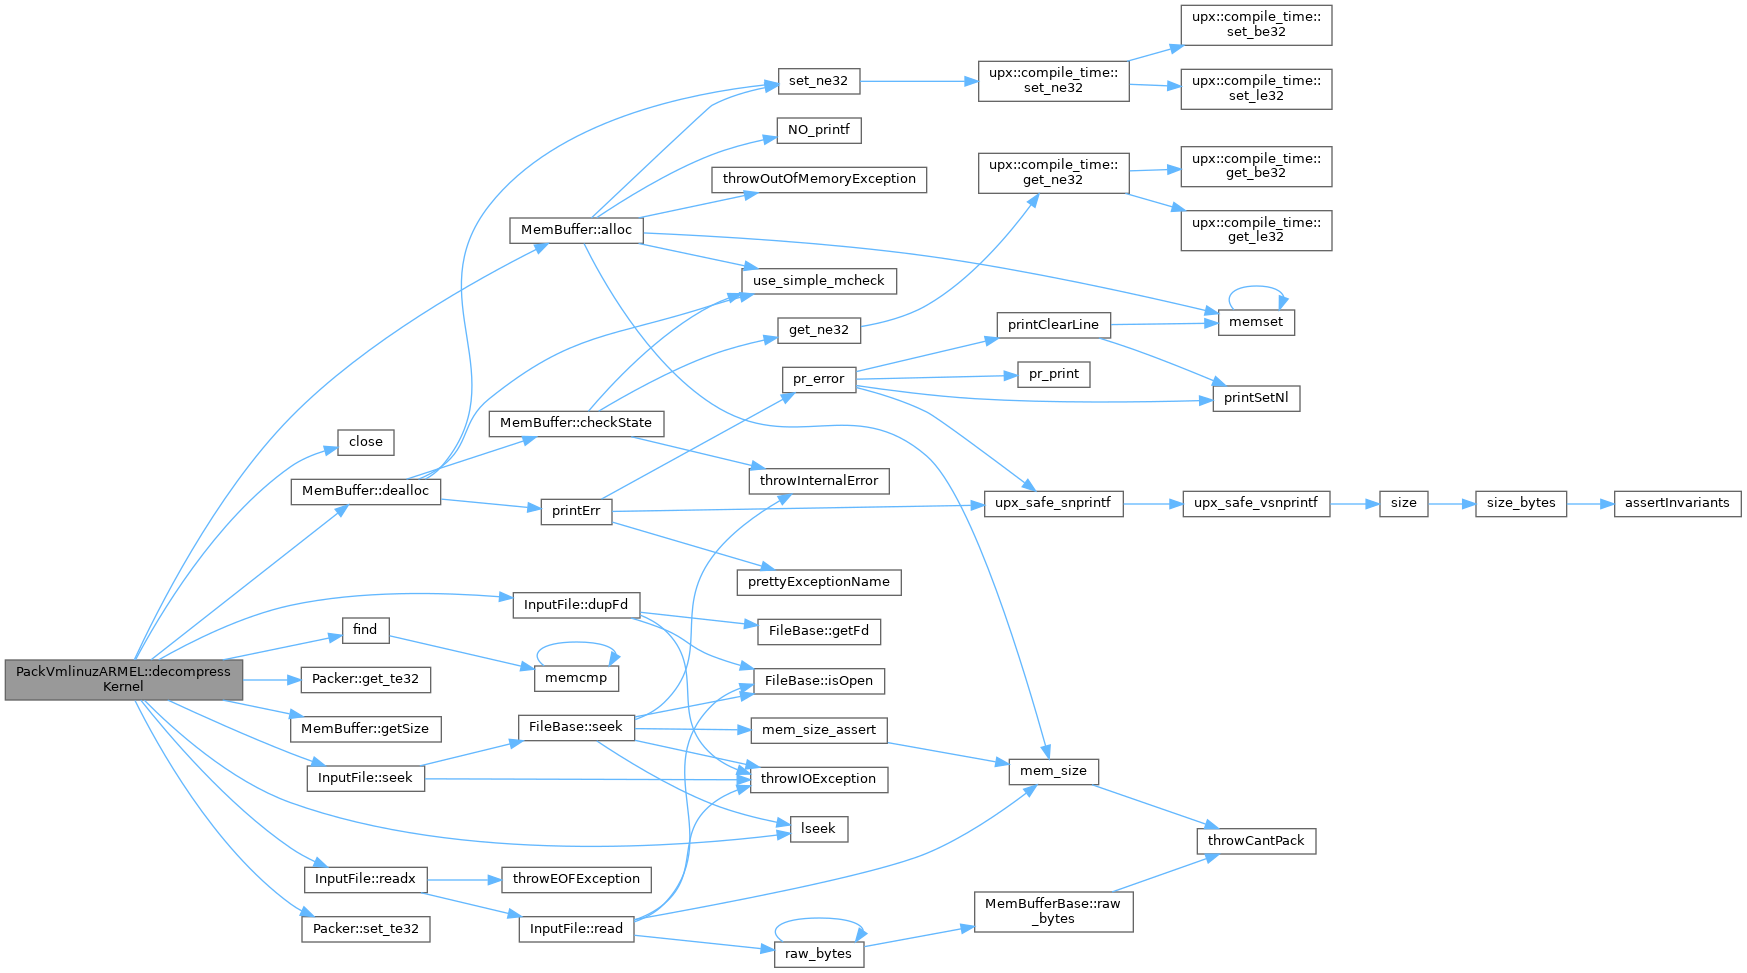 PackVmlinuzARMEL::decompress
Kernel
MemBuffer::alloc
close
MemBuffer::dealloc
InputFile::dupFd
find
Packer::get_te32
MemBuffer::getSize
InputFile::seek
InputFile::readx
Packer::set_te32
MemBuffer::checkState
printErr
memcmp
FileBase::seek
throwEOFException
InputFile::read
set_ne32
NO_printf
throwOutOfMemoryException
use_simple_mcheck
get_ne32
pr_error
throwInternalError
prettyExceptionName
FileBase::getFd
FileBase::isOpen
mem_size_assert
throwIOException
lseek
raw_bytes
upx::compile_time::
set_ne32
upx::compile_time::
get_ne32
printClearLine
pr_print
upx_safe_snprintf
mem_size
MemBufferBase::raw
_bytes
upx::compile_time::
set_be32
upx::compile_time::
set_le32
upx::compile_time::
get_be32
upx::compile_time::
get_le32
memset
printSetNl
upx_safe_vsnprintf
throwCantPack
size
size_bytes
assertInvariants